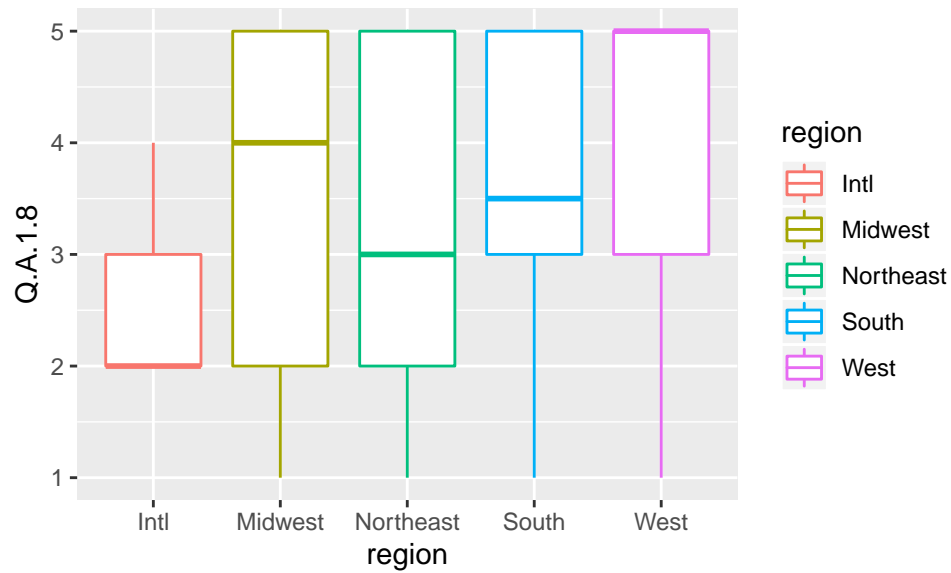 5
4
3
2
1
Q.A.1.8
Intl
Midwest
Northeast
South
West
region
region
Intl
Midwest
Northeast
South
West